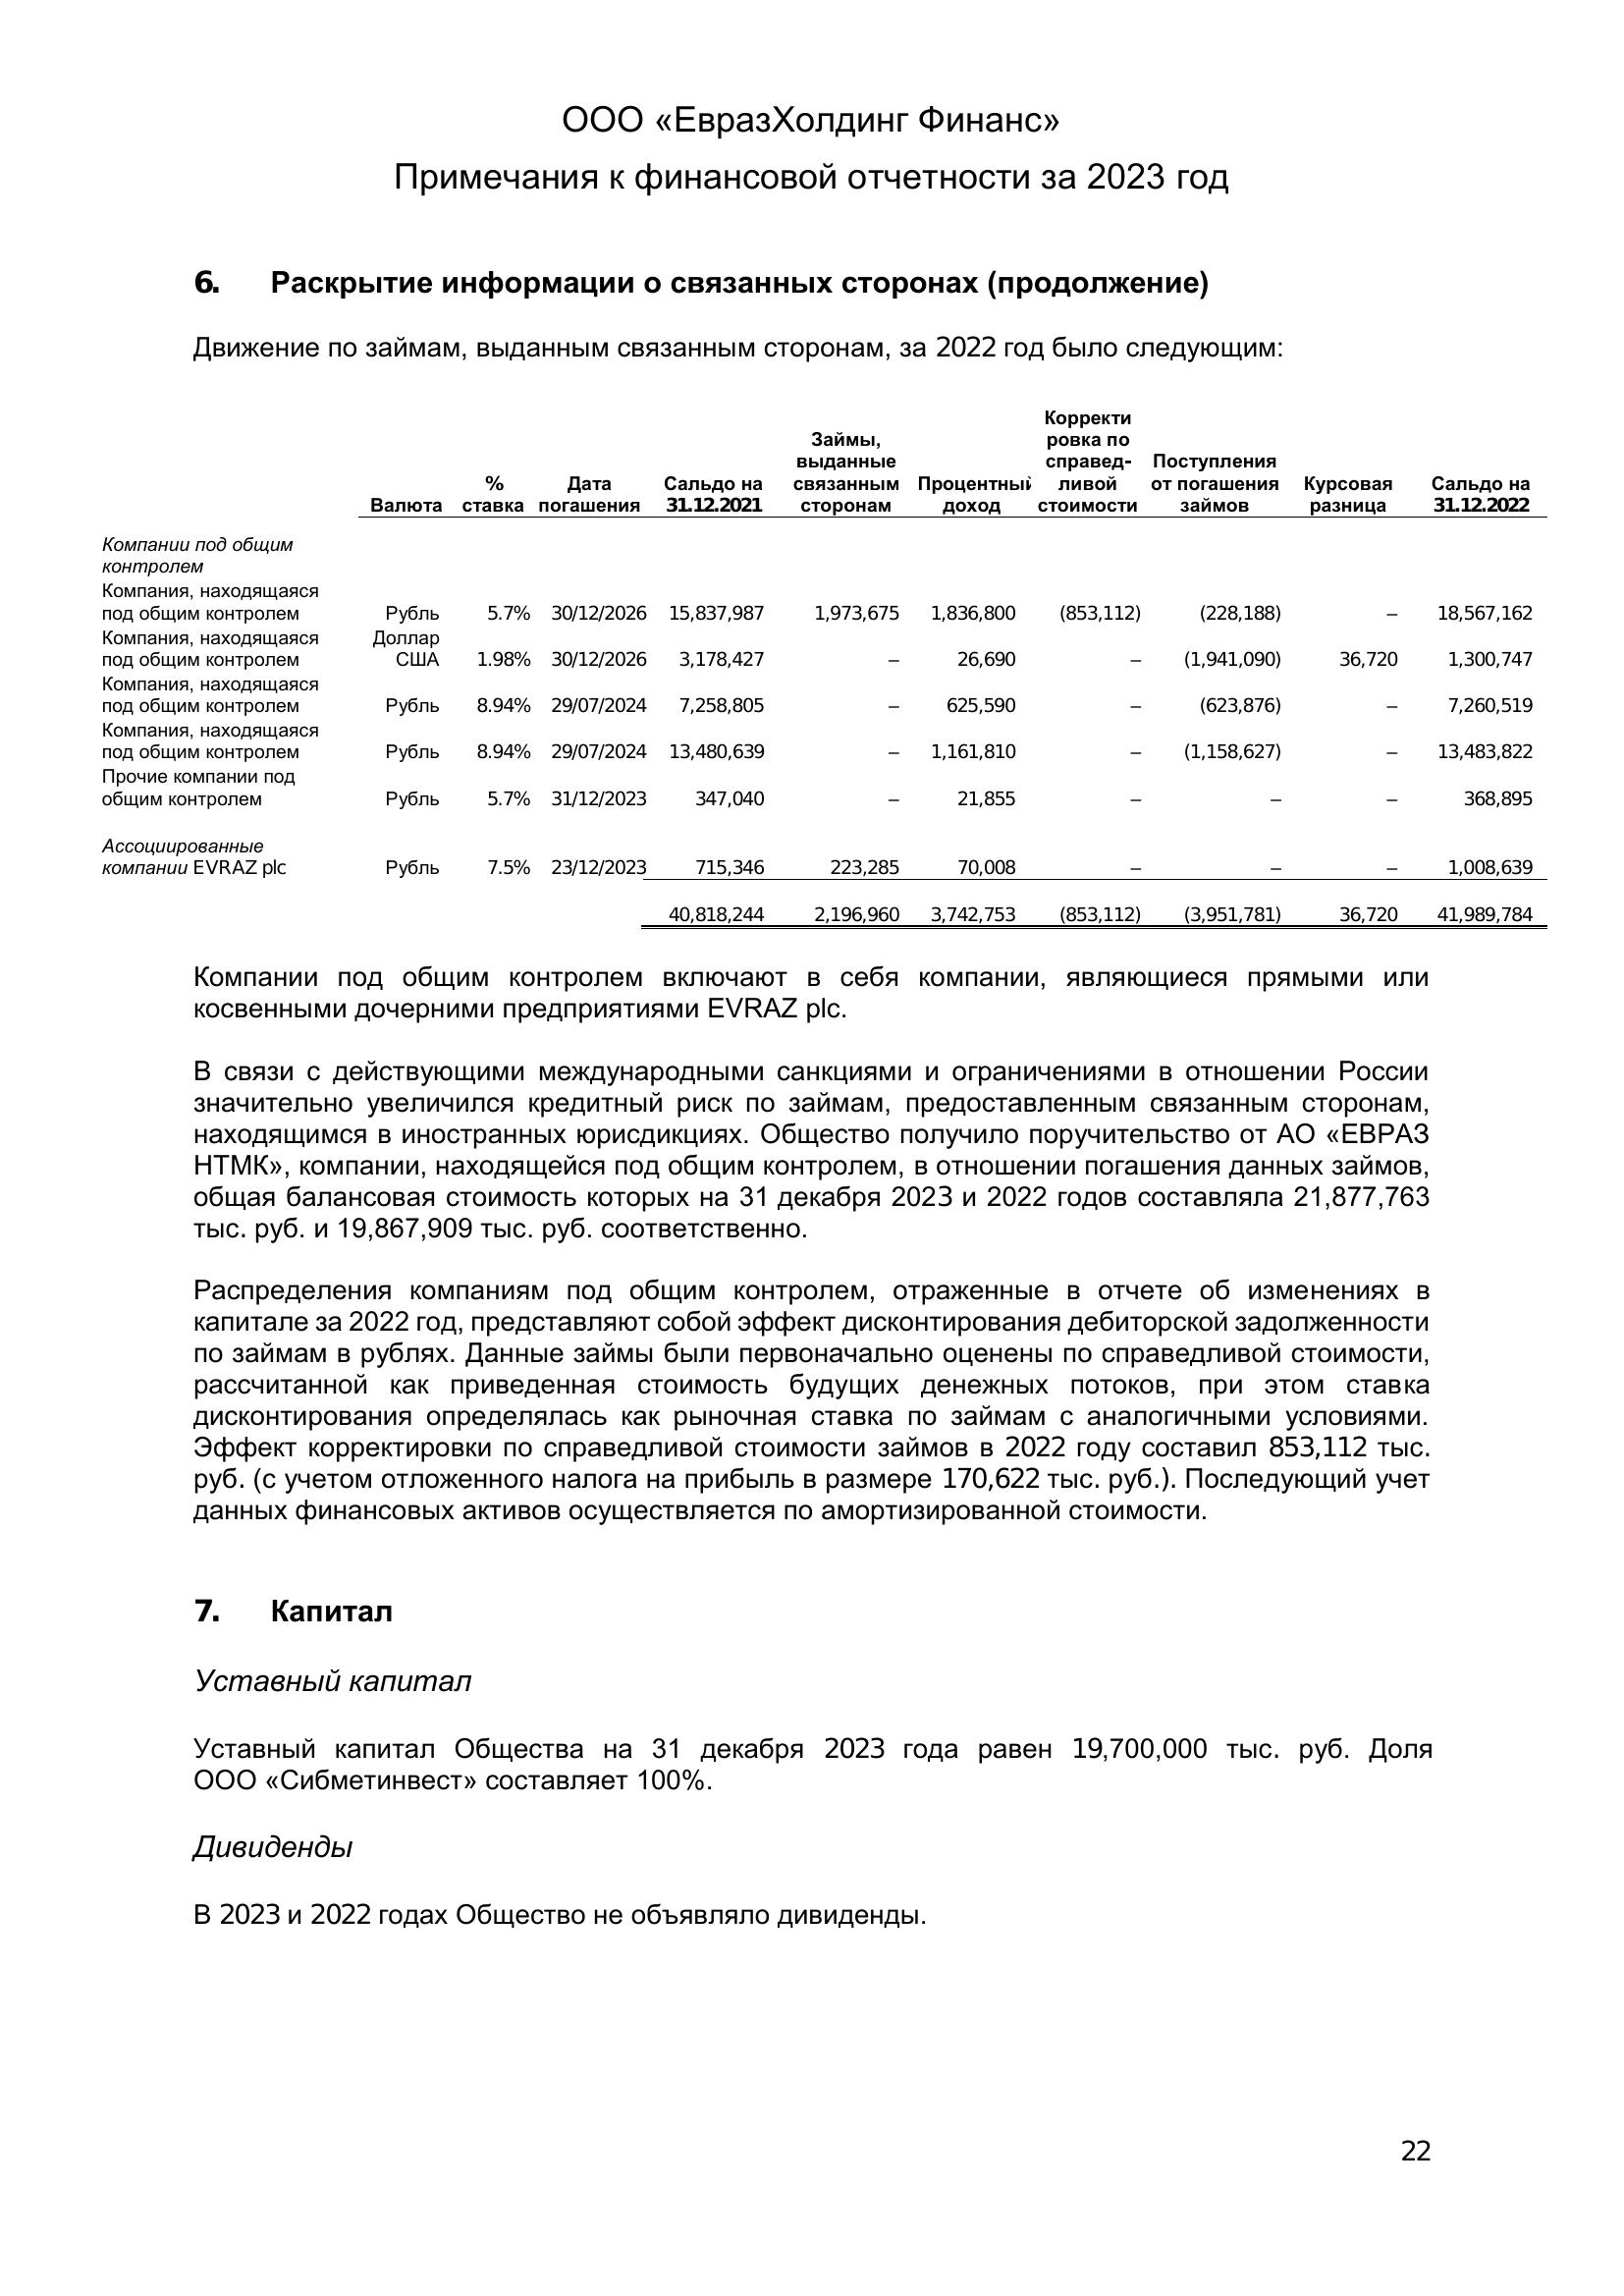 ООО «ЕвразХолдинг Финанс»
Примечания к финансовой отчетности за 2023 год
6. Раскрытие информации о связанных сторонах (продолжение)
Движение по займам, выданным связанным сторонам, за 2022 год было следующим:
Валюта % ставка Дата погашения Сальдо на 31.12.2021 Займы, выданные связанным сторонам Процентный доход Корректи ровка по справед- ливой стоимости Поступления от погашения займов Курсовая разница Сальдо на 31.12.2022
Компании под общим
контролем
Компания, находящаяся
под общим контролем Рубль 5.7% 30/12/2026 15,837,987 1,973,675 1,836,800 (853,112) (228,188) – 18,567,162
Компания, находящаяся Доллар
под общим контролем США 1.98% 30/12/2026 3,178,427 – 26,690 – (1,941,090) 36,720 1,300,747
Компания, находящаяся
под общим контролем Рубль 8.94% 29/07/2024 7,258,805 – 625,590 – (623,876) – 7,260,519
Компания, находящаяся
под общим контролем Рубль 8.94% 29/07/2024 13,480,639 – 1,161,810 – (1,158,627) – 13,483,822
Прочие компании под
общим контролем Рубль 5.7% 31/12/2023 347,040 – 21,855 – – – 368,895
Ассоциированные
компании EVRAZ plc Рубль 7.5% 23/12/2023 715,346 223,285 70,008 – – – 1,008,639
40,818,244 2,196,960 3,742,753 (853,112) (3,951,781) 36,720 41,989,784
Компании под общим контролем включают в себя компании, являющиеся прямыми или
косвенными дочерними предприятиями EVRAZ plc.
В связи с действующими международными санкциями и ограничениями в отношении России
значительно увеличился кредитный риск по займам, предоставленным связанным сторонам,
находящимся в иностранных юрисдикциях. Общество получило поручительство от АО «ЕВРАЗ
НТМК», компании, находящейся под общим контролем, в отношении погашения данных займов,
общая балансовая стоимость которых на 31 декабря 2023 и 2022 годов составляла 21,877,763
тыс. руб. и 19,867,909 тыс. руб. соответственно.
Распределения компаниям под общим контролем, отраженные в отчете об изменениях в
капитале за 2022 год, представляют собой эффект дисконтирования дебиторской задолженности
по займам в рублях. Данные займы были первоначально оценены по справедливой стоимости,
рассчитанной как приведенная стоимость будущих денежных потоков, при этом ставка
дисконтирования определялась как рыночная ставка по займам с аналогичными условиями.
Эффект корректировки по справедливой стоимости займов в 2022 году составил 853,112 тыс.
руб. (с учетом отложенного налога на прибыль в размере 170,622 тыс. руб.). Последующий учет
данных финансовых активов осуществляется по амортизированной стоимости.
7. Капитал
Уставный капитал
Уставный капитал Общества на 31 декабря 2023 года равен 19,700,000 тыс. руб. Доля
ООО «Сибметинвест» составляет 100%.
Дивиденды
В 2023 и 2022 годах Общество не объявляло дивиденды.
22